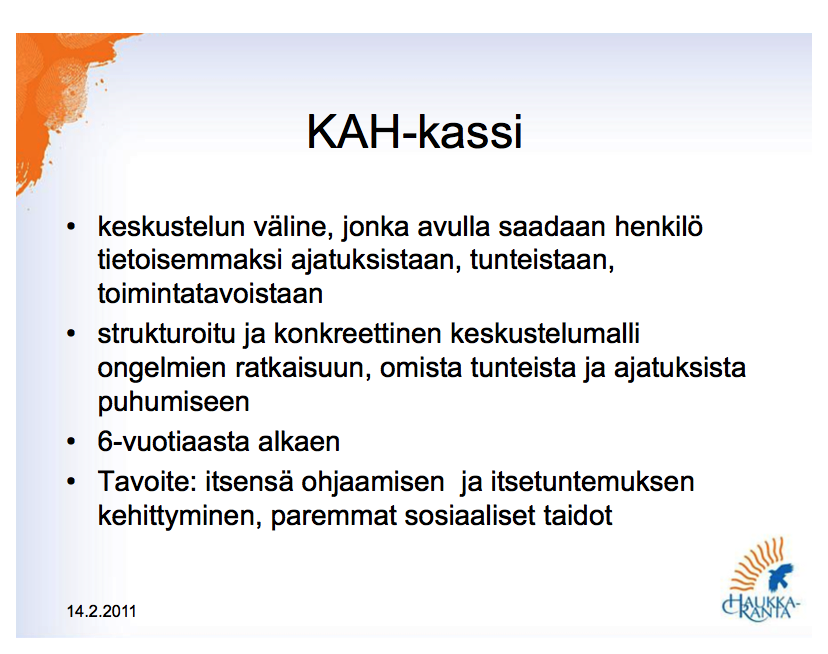 KAH-kassi
• keskustelun väline, jonka avulla saadaan henkilö
tietoisemmaksi ajatuksistaan, tunteistaan,
toimintatavoistaan
• strukturoitu ja konkreettinen keskustelumalli
ongelmien ratkaisuun, omista tunteista ja ajatuksista
puhumiseen
• 6-vuotiaasta alkaen
• Tavoite: itsensä ohjaamisen  ja itsetuntemuksen
kehittyminen, paremmat sosiaaliset taidot
14.2.2011
HAUKKA-
RANTA